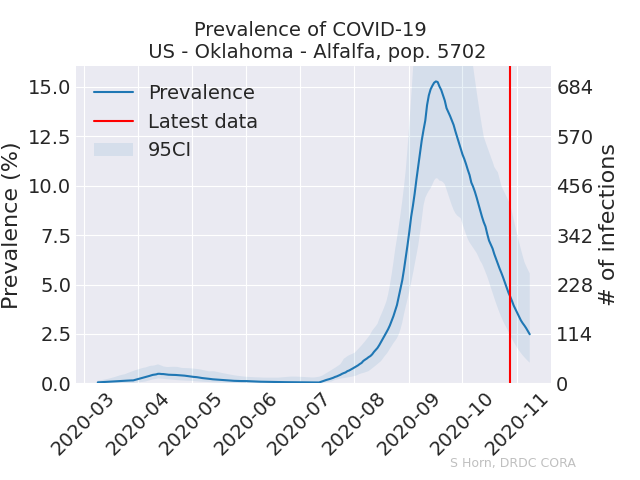 Prevalence of COVID-19
US - Oklahoma - Alfalfa, pop. 5702
Prevalence
Latest data
95CI
Prevalence (%)
15.0
12.5
10.0
7.5
5.0
2.5
0.0
684
570
456
342
228
114
0
# of infections
2020-03
2020-04
2020-05
2020-06
2020-07
2020-08
2020-09
2020-10
2020-11
S Horn, DRDC CORA